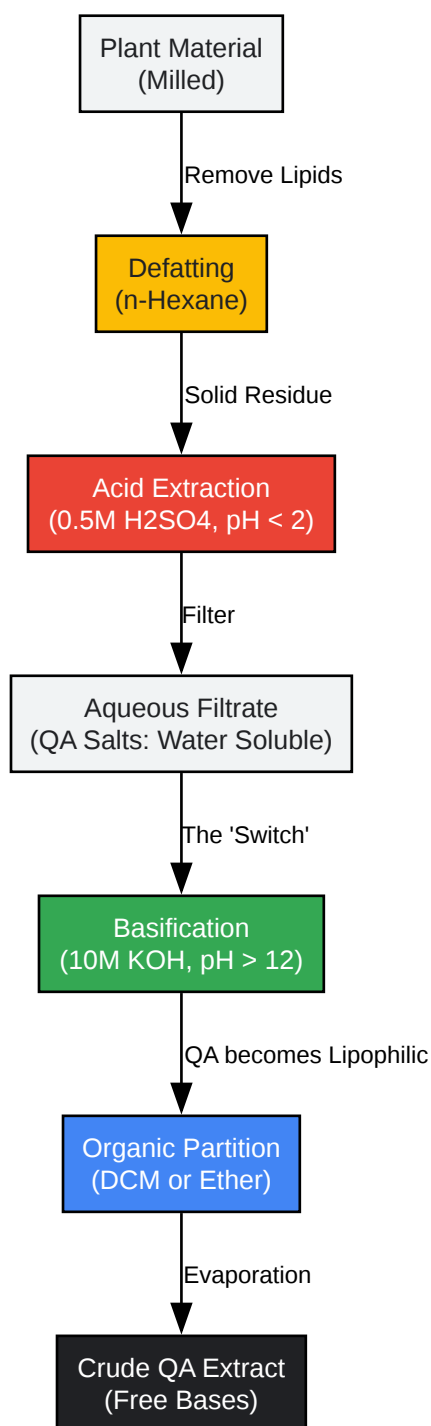 Plant Material
(Milled)
Remove Lipids
Defatting
(n-Hexane)
Solid Residue
Acid Extraction
(0.5M H2SO4, pH < 2)
Filter
Aqueous Filtrate
(QA Salts: Water Soluble)
The 'Switch'
Basification
(10M KOH, pH > 12)
QA becomes Lipophilic
Organic Partition
(DCM or Ether)
Evaporation
Crude QA Extract
(Free Bases)